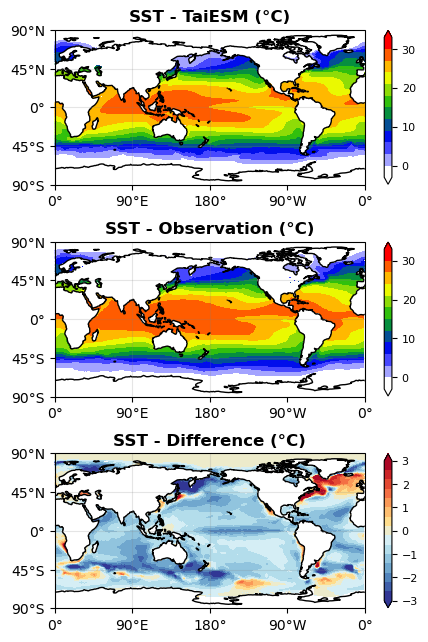 SST - TaiESM (°C)
90°N
45°N
0°
45°S
90°S
0° 90°E 180° 90°W 0°
30
20
10
0
SST - Observation (°C)
90°N
45°N
0°
45°S
90°S
0° 90°E 180° 90°W 0°
30
20
10
0
SST - Difference (°C)
90°N
45°N
0°
45°S
90°S
0° 90°E 180° 90°W 0°
3
2
1
0
−1
−2
−3